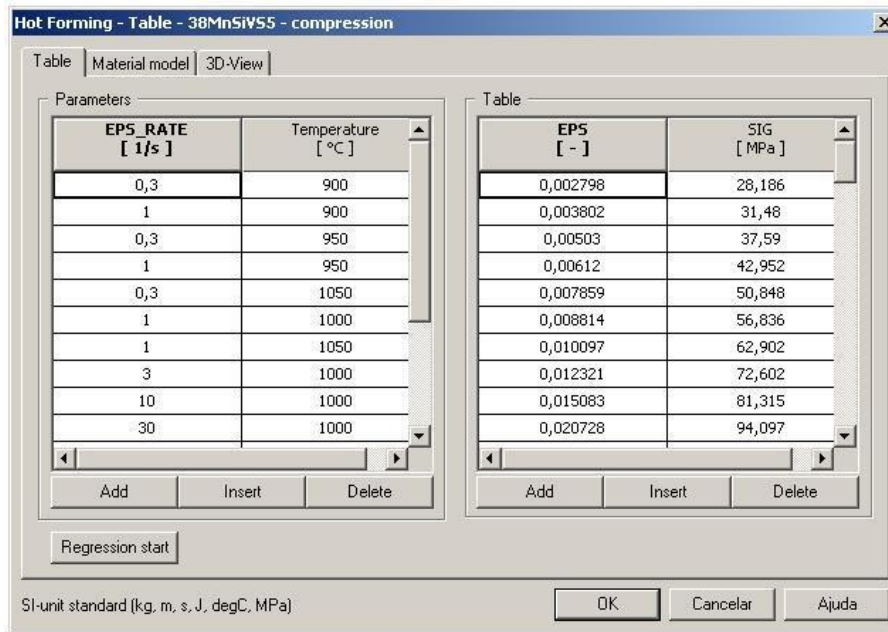 Hot Forming - Table - 38MnSiVS5 - compression
Table Material model 3D-View
Parameters
EPS_RATE Temperature
[ 1/s ] [ ºC ]
0,3 900
1 900
0,3 950
1 950
0,3 1050
1 1000
1 1050
3 1000
10 1000
30 1000
Add Insert Delete
Table
EPS SIG
[ - ] [ MPa ]
0,002798 28,186
0,003802 31,48
0,00503 37,59
0,00612 42,952
0,007859 50,848
0,008814 56,836
0,010097 62,902
0,012321 72,602
0,015083 81,315
0,020728 94,097
Add Insert Delete
Regression start
SI-unit standard (kg, m, s, J, degC, MPa)
OK Cancelar Ajuda